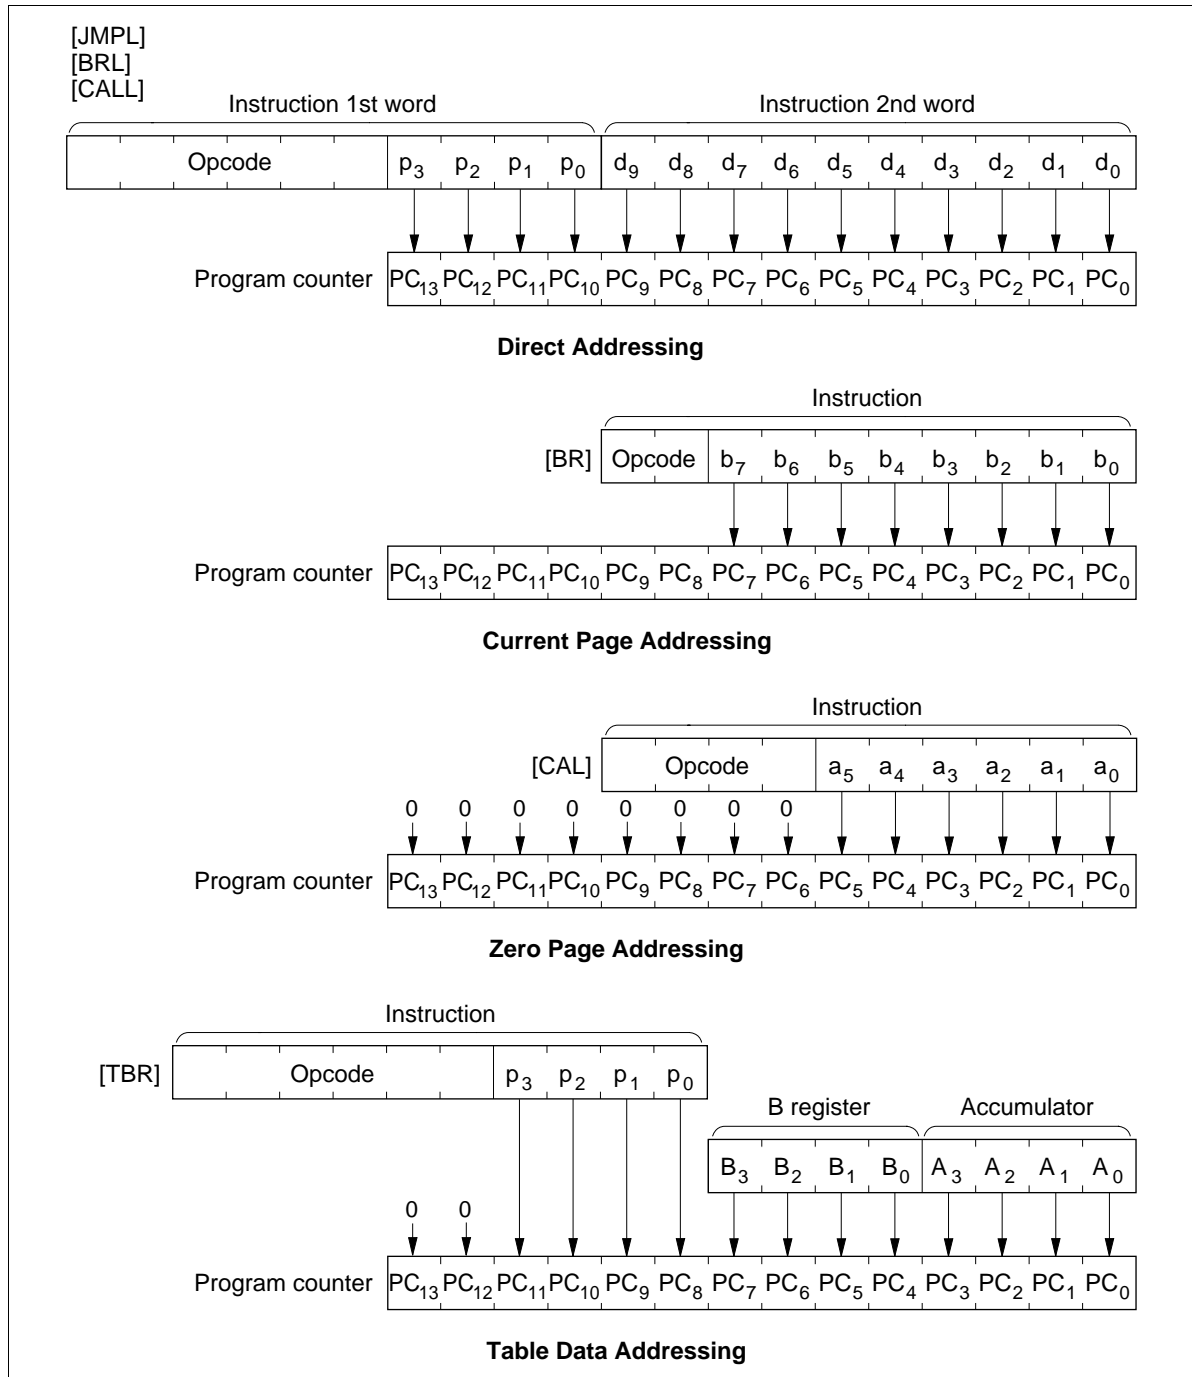 [JMPL]
[BRL]
[CALL]
Instruction 1st word Instruction 2nd word
Opcode p3 p2 p1 p0 d9 d8 d7 d6 d5 d4 d3 d2 d1 d0
Program counter PC13 PC12 PC11 PC10 PC9 PC8 PC7 PC6 PC5 PC4 PC3 PC2 PC1 PC0
Direct Addressing
Instruction
[BR] Opcode b7 b6 b5 b4 b3 b2 b1 b0
Program counter PC13 PC12 PC11 PC10 PC9 PC8 PC7 PC6 PC5 PC4 PC3 PC2 PC1 PC0
Current Page Addressing
Instruction
[CAL] Opcode a5 a4 a3 a2 a1 a0
0 0 0 0 0 0 0 0
Program counter PC13 PC12 PC11 PC10 PC9 PC8 PC7 PC6 PC5 PC4 PC3 PC2 PC1 PC0
Zero Page Addressing
Instruction
[TBR] Opcode p3 p2 p1 p0
B register Accumulator
B3 B2 B1 B0 A3 A2 A1 A0
0 0
Program counter PC13 PC12 PC11 PC10 PC9 PC8 PC7 PC6 PC5 PC4 PC3 PC2 PC1 PC0
Table Data Addressing